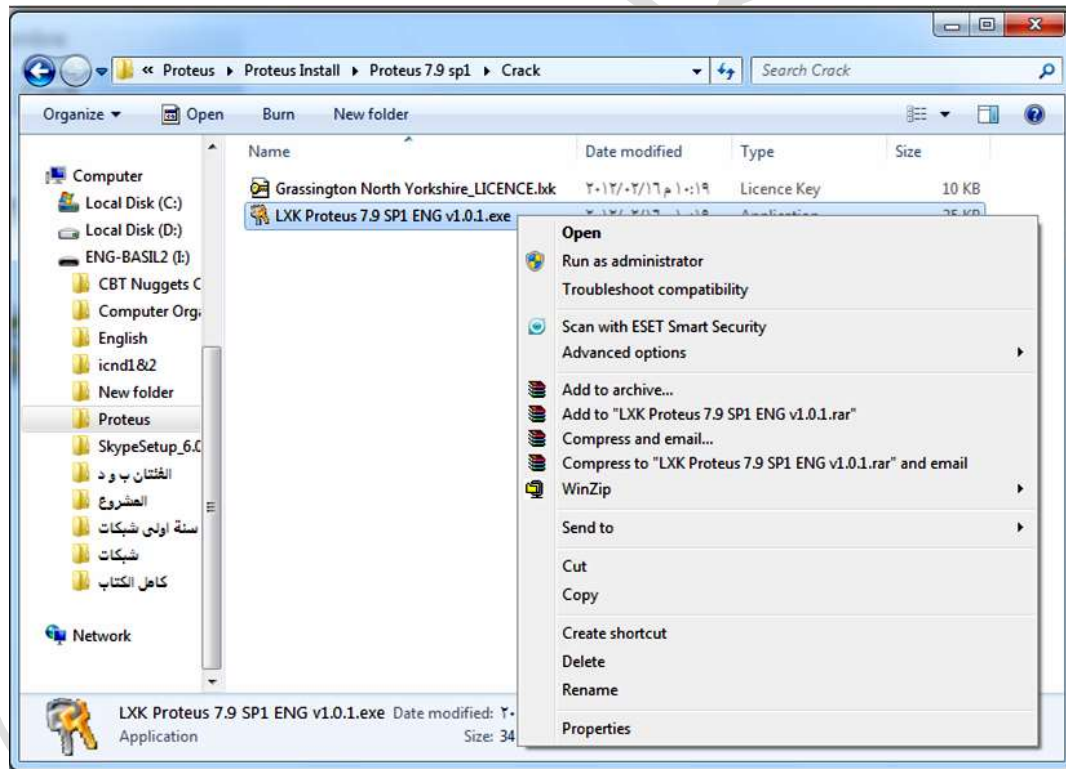 « Proteus ▸ Proteus Install ▸ Proteus 7.9 sp1 ▸ Crack
Search Crack
Organize Open Burn New folder
Name Date modified Type Size
Grassington North Yorkshire_LICENCE.lxk ٢٠١٢/٠٢/١٦ م ١٠:١٩ Licence Key 10 KB
LXK Proteus 7.9 SP1 ENG v1.0.1.exe
Computer
Local Disk (C:)
Local Disk (D:)
ENG-BASIL2 (I:)
CBT Nuggets C
Computer Orga
English
icnd1&2
New folder
Proteus
SkypeSetup_6.0
الفئتان ب و د
المشروع
سنة اولى شبكات
شبكات
كامل الكتاب
Network
Open
Run as administrator
Troubleshoot compatibility
Scan with ESET Smart Security
Advanced options
Add to archive...
Add to "LXK Proteus 7.9 SP1 ENG v1.0.1.rar"
Compress and email...
Compress to "LXK Proteus 7.9 SP1 ENG v1.0.1.rar" and email
WinZip
Send to
Cut
Copy
Create shortcut
Delete
Rename
Properties
LXK Proteus 7.9 SP1 ENG v1.0.1.exe Date modified:
Application Size: 34